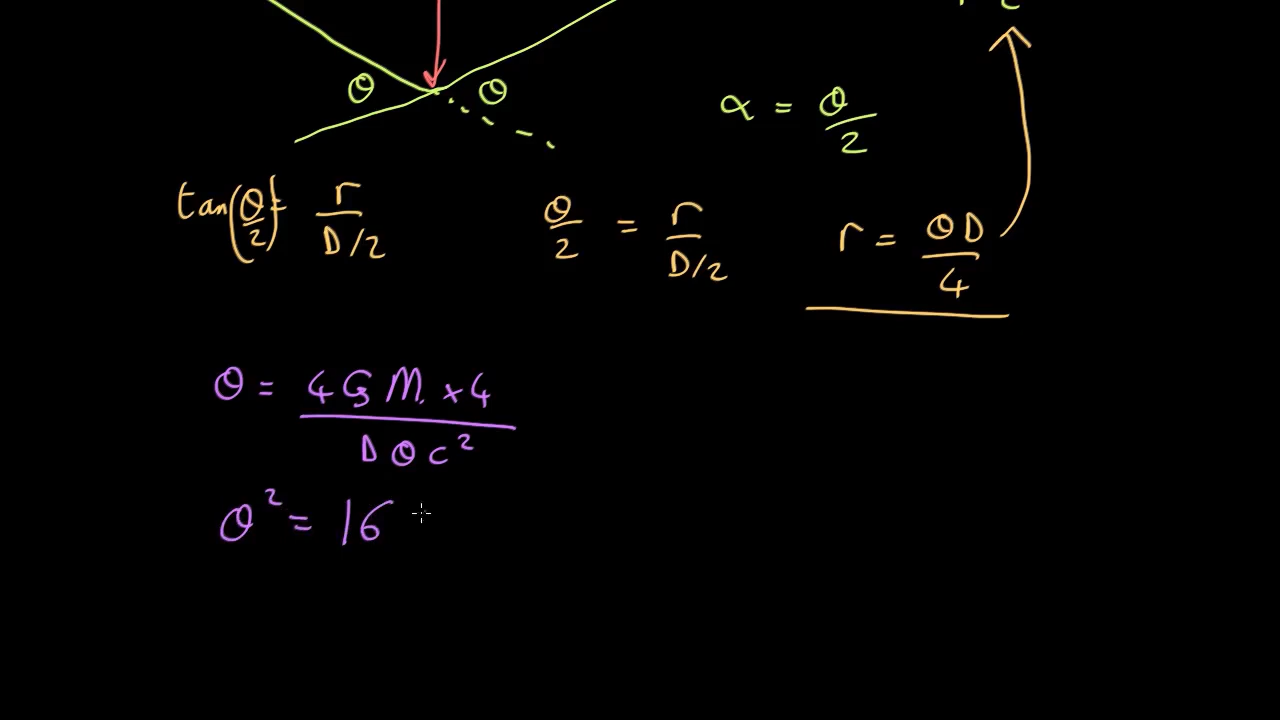 θ θ
α = θ/2
tan(θ/2) = r/D/2 θ/2 = r/D/2 r = θD/4
θ = 4GM × 4/Dθc²
θ² = 16